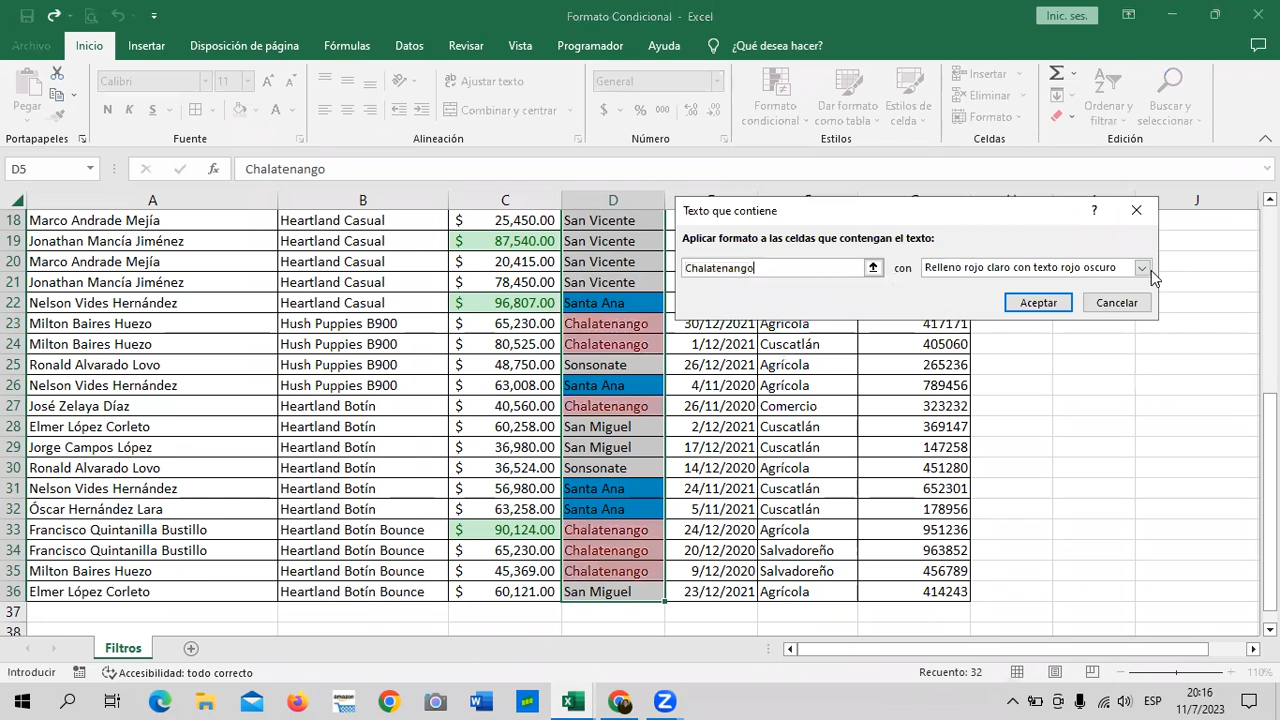 Formato Condicional - Excel
Inic. ses.
Archivo Inicio Insertar Disposición de página Fórmulas Datos Revisar Vista Programador Ayuda ¿Qué desea hacer?
Pegar
Calibri 11
N K S
A
Ajustar texto
Combinar y centrar
General
$ % 000
Formato condicional
Dar formato como tabla
Estilos de celda
Insertar
Eliminar
Formato
Ordenar y filtrar
Buscar y seleccionar
Portapapeles Fuente Alineación Número Estilos Celdas Edición
D5 fx Chalatenango
A B C D J
18 Marco Andrade Mejía Heartland Casual $ 25,450.00 San Vicente
19 Jonathan Mancía Jiménez Heartland Casual $ 87,540.00 San Vicente
20 Marco Andrade Mejía Heartland Casual $ 20,415.00 San Vicente
21 Jonathan Mancía Jiménez Heartland Casual $ 78,450.00 San Vicente
22 Nelson Vides Hernández Heartland Casual $ 96,807.00 Santa Ana
23 Milton Baires Huezo Hush Puppies B900 $ 65,230.00 Chalatenango 30/12/2021 Agrícola 417171
24 Milton Baires Huezo Hush Puppies B900 $ 80,525.00 Chalatenango 1/12/2021 Cuscatlán 405060
25 Ronald Alvarado Lovo Hush Puppies B900 $ 48,750.00 Sonsonate 26/12/2021 Agrícola 265236
26 Nelson Vides Hernández Hush Puppies B900 $ 63,008.00 Santa Ana 4/11/2020 Agrícola 789456
27 José Zelaya Díaz Heartland Botín $ 40,560.00 Chalatenango 26/11/2020 Comercio 323232
28 Elmer López Corleto Heartland Botín $ 60,258.00 San Miguel 2/12/2021 Cuscatlán 369147
29 Jorge Campos López Heartland Botín $ 36,980.00 San Miguel 17/12/2021 Cuscatlán 147258
30 Ronald Alvarado Lovo Heartland Botín $ 36,524.00 Sonsonate 14/12/2020 Agrícola 451280
31 Nelson Vides Hernández Heartland Botín $ 56,980.00 Santa Ana 24/11/2021 Cuscatlán 652301
32 Óscar Hernández Lara Heartland Botín $ 63,258.00 Santa Ana 5/11/2021 Cuscatlán 178956
33 Francisco Quintanilla Bustillo Heartland Botín Bounce $ 90,124.00 Chalatenango 24/12/2020 Agrícola 951236
34 Francisco Quintanilla Bustillo Heartland Botín Bounce $ 65,230.00 Chalatenango 20/12/2020 Salvadoreño 963852
35 Milton Baires Huezo Heartland Botín Bounce $ 45,369.00 Chalatenango 9/12/2020 Salvadoreño 456789
36 Elmer López Corleto Heartland Botín Bounce $ 60,121.00 San Miguel 23/12/2021 Agrícola 414243
37
38
Texto que contiene ?
Aplicar formato a las celdas que contengan el texto:
Chalatenango con Relleno rojo claro con texto rojo oscuro
Aceptar Cancelar
Filtros
Introducir Accesibilidad: todo correcto Recuento: 32 110%
amazon
ESP
20:16
11/7/2023